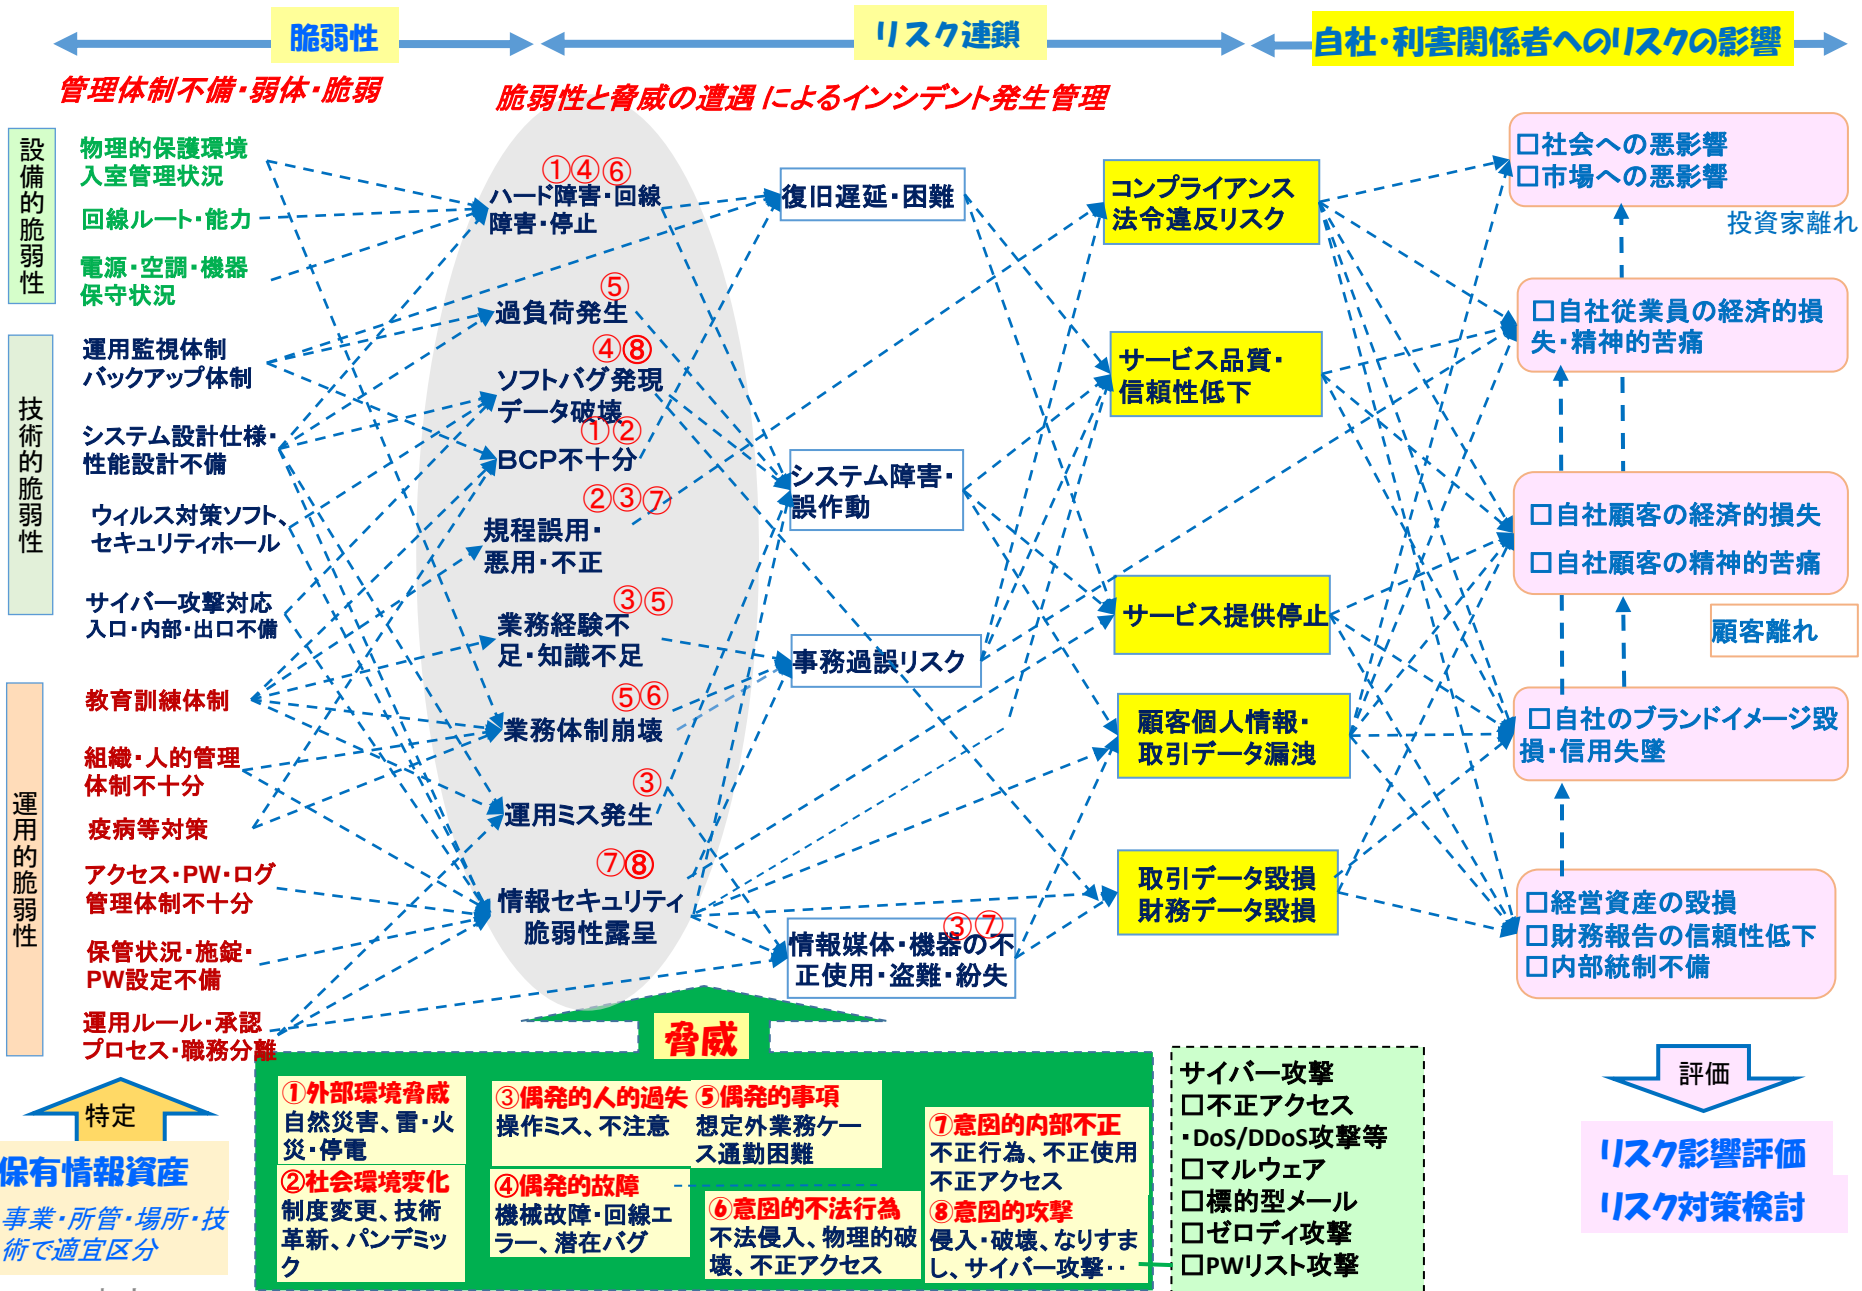 脆弱性
リスク連鎖
自社・利害関係者へのリスクの影響
管理体制不備・弱体・脆弱
脆弱性と脅威の遭遇 によるインシデント発生管理
設備的脆弱性
物理的保護環境
入室管理状況
回線ルート・能力
電源・空調・機器
保守状況
技術的脆弱性
運用監視体制
バックアップ体制
システム設計仕様・
性能設計不備
ウィルス対策ソフト、
セキュリティホール
サイバー攻撃対応
入口・内部・出口不備
運用的脆弱性
教育訓練体制
組織・人的管理
体制不十分
疫病等対策
アクセス・PW・ログ
管理体制不十分
保管状況・施錠・
PW設定不備
運用ルール・承認
プロセス・職務分離
①④⑥
ハード障害・回線
障害・停止
⑤
過負荷発生
④⑧
ソフトバグ発現
データ破壊
①②
BCP不十分
②③⑦
規程誤用・
悪用・不正
③⑤
業務経験不
足・知識不足
⑤⑥
業務体制崩壊
③
運用ミス発生
⑦⑧
情報セキュリティ
脆弱性露呈
復旧遅延・困難
システム障害・
誤作動
事務過誤リスク
③⑦
情報媒体・機器の不
正使用・盗難・紛失
コンプライアンス
法令違反リスク
サービス品質・
信頼性低下
サービス提供停止
顧客個人情報・
取引データ漏洩
取引データ毀損
財務データ毀損
□社会への悪影響
□市場への悪影響
投資家離れ
□自社従業員の経済的損
失・精神的苦痛
□自社顧客の経済的損失
□自社顧客の精神的苦痛
顧客離れ
□自社のブランドイメージ毀
損・信用失墜
□経営資産の毀損
□財務報告の信頼性低下
□内部統制不備
特定
保有情報資産
事業・所管・場所・技
術で適宜区分
脅威
①外部環境脅威
自然災害、雷・火
災・停電
②社会環境変化
制度変更、技術
革新、パンデミッ
ク
③偶発的人的過失
操作ミス、不注意
④偶発的故障
機械故障・回線エ
ラー、潜在バグ
⑤偶発的事項
想定外業務ケー
ス通勤困難
⑥意図的不法行為
不法侵入、物理的破
壊、不正アクセス
⑦意図的内部不正
不正行為、不正使用
不正アクセス
⑧意図的攻撃
侵入・破壊、なりすま
し、サイバー攻撃・・
サイバー攻撃
□不正アクセス
・DoS/DDoS攻撃等
□マルウェア
□標的型メール
□ゼロディ攻撃
□PWリスト攻撃
評価
リスク影響評価
リスク対策検討